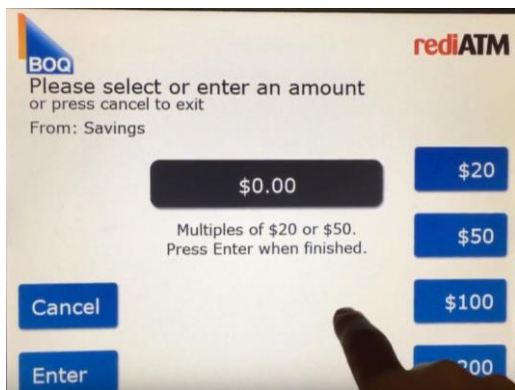 BOQ
rediATM
Please select or enter an amount
or press cancel to exit
From: Savings
$0.00
Multiples of $20 or $50.
Press Enter when finished.
$20
$50
$100
Cancel
Enter